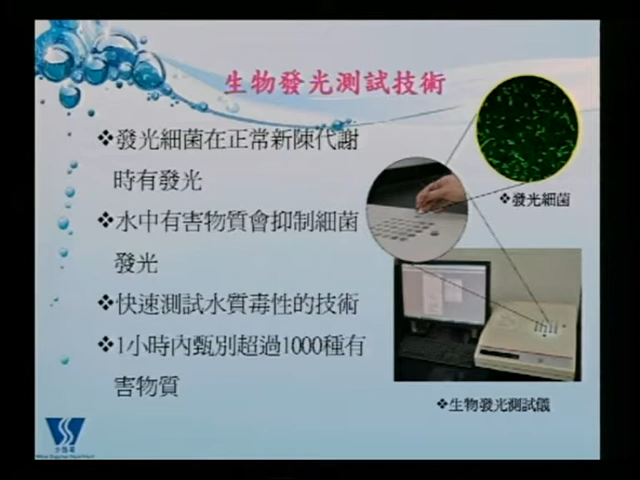 生物發光測試技術
❖發光細菌在正常新陳代謝
時有發光
❖水中有害物質會抑制細菌
發光
❖快速測試水質毒性的技術
❖1小時內甄別超過1000種有
害物質
❖發光細菌
❖生物發光測試儀